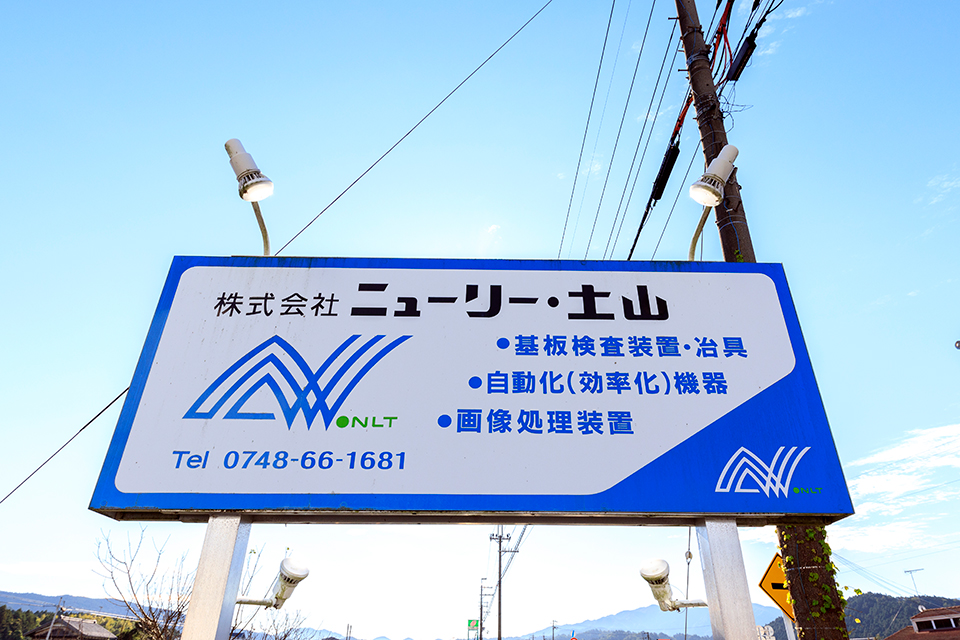 株式会社 ニューリー・土山
●基板検査装置・冶具
●自動化(効率化)機器
●画像処理装置
●NLT
Tel 0748-66-1681
●NLT